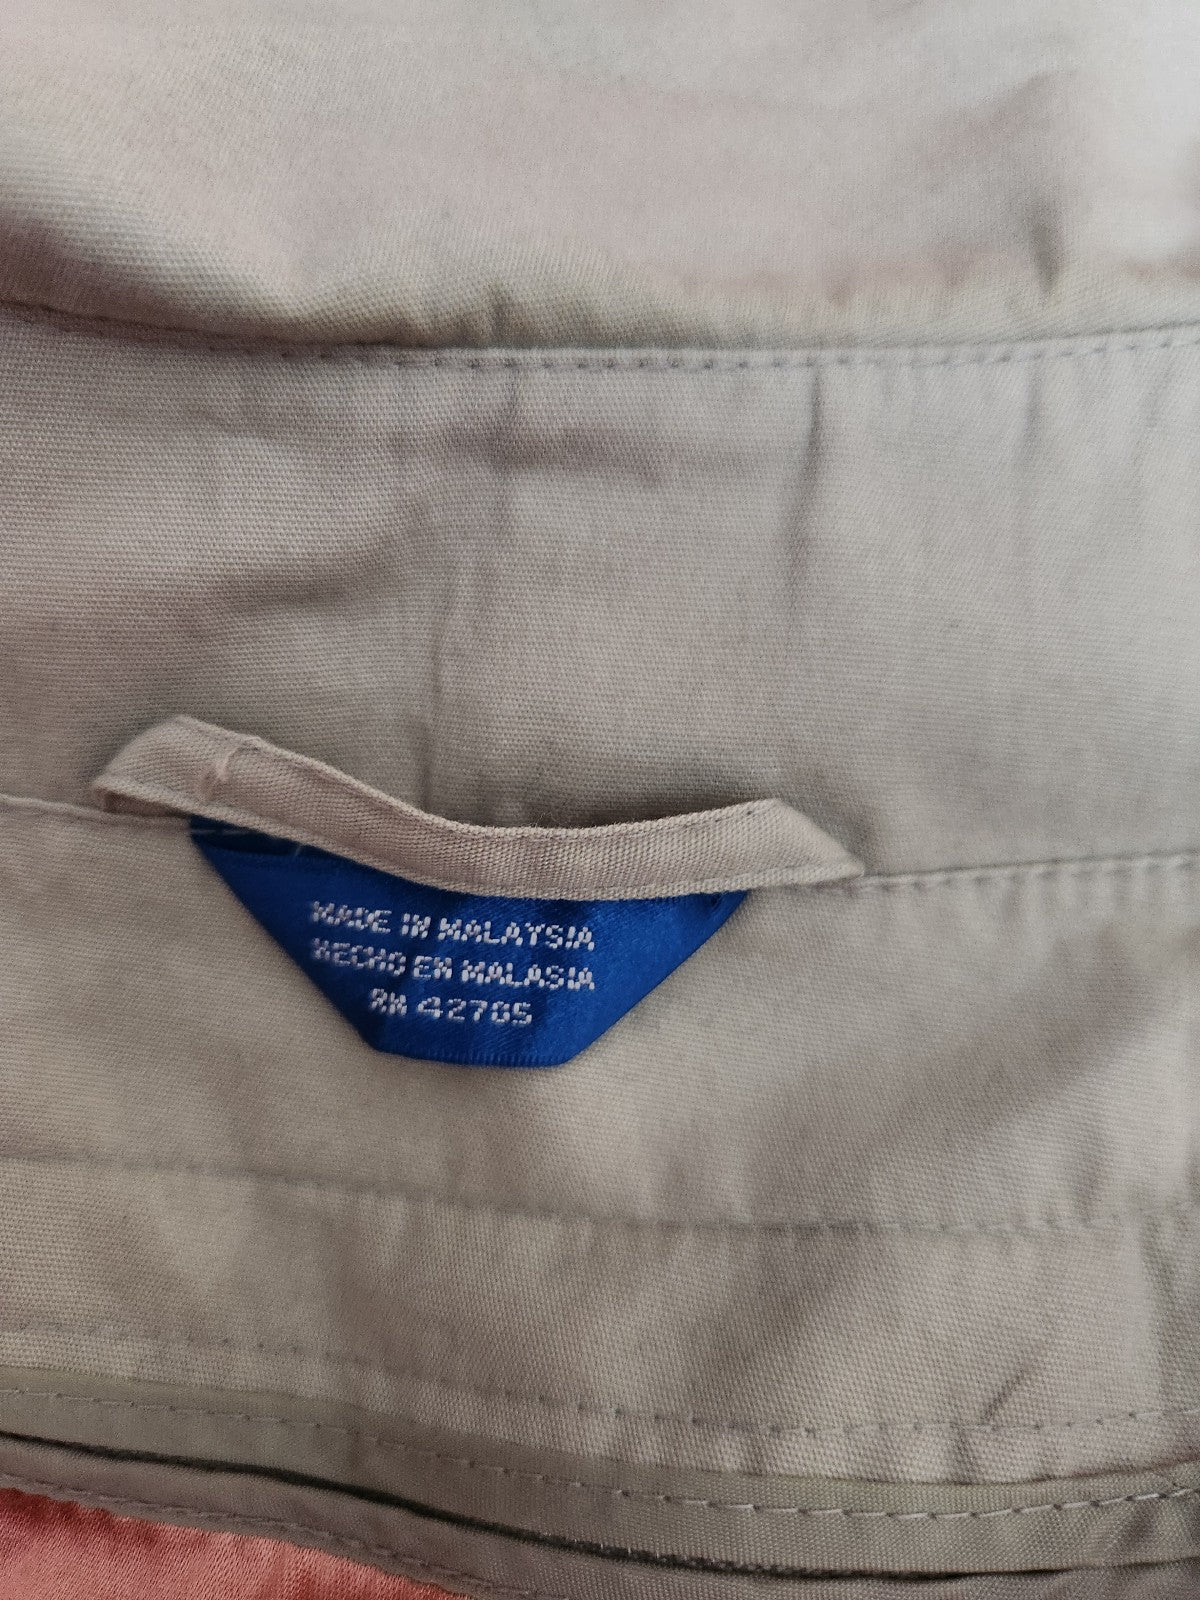 MADE IN MALAYSIA
HECHO EN MALASIA
RN 42705